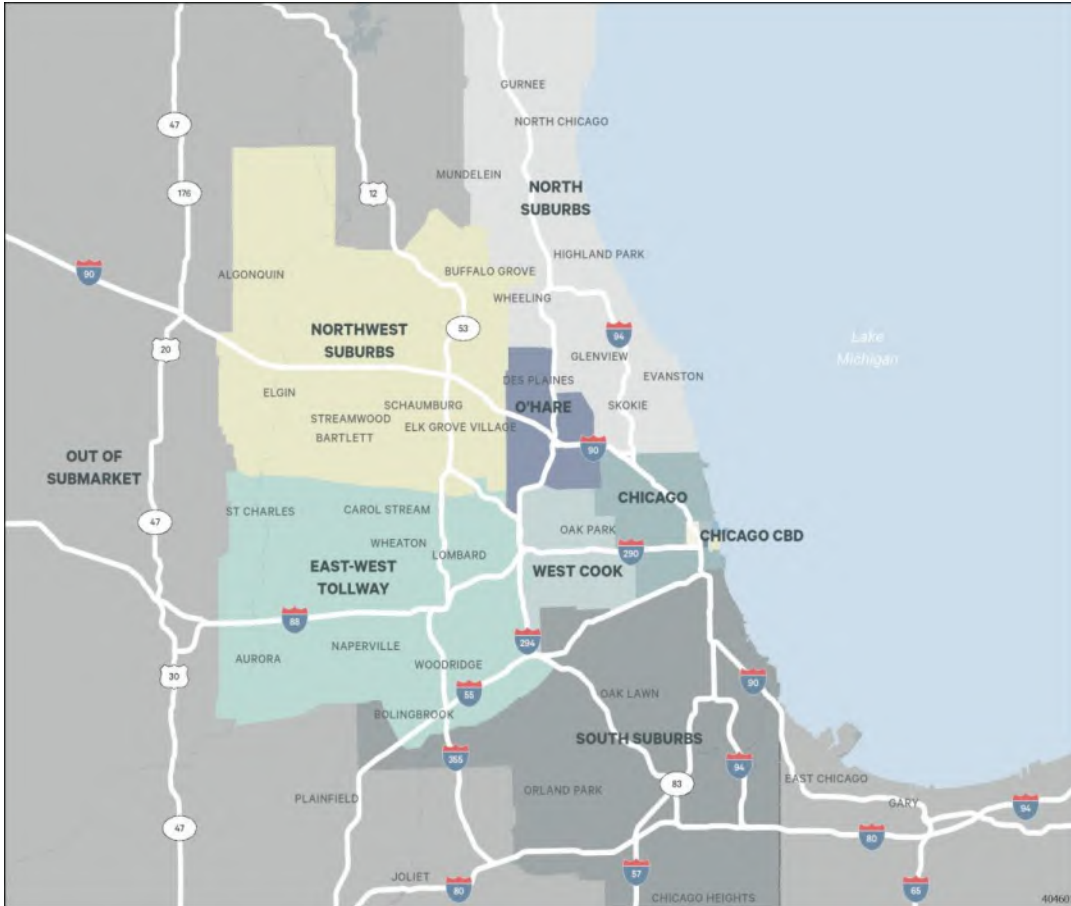 GURNEE
47
NORTH CHICAGO
MUNDELEIN
176
12
NORTH
SUBURBS
HIGHLAND PARK
90
ALGONQUIN
BUFFALO GROVE
WHEELING
NORTHWEST
SUBURBS
53
94
Lake
Michigan
20
GLENVIEW
EVANSTON
DES PLAINES
ELGIN
SCHAUMBURG
O'HARE
SKOKIE
STREAMWOOD
ELK GROVE VILLAGE
BARTLETT
90
OUT OF
SUBMARKET
CHICAGO
ST CHARLES
CAROL STREAM
47
OAK PARK
CHICAGO CBD
WHEATON
LOMBARD
290
EAST-WEST
TOLLWAY
WEST COOK
88
NAPERVILLE
294
AURORA
WOODRIDGE
30
55
90
OAK LAWN
BOLINGBROOK
SOUTH SUBURBS
355
94
EAST CHICAGO
83
ORLAND PARK
PLAINFIELD
GARY
94
47
80
57
JOLIET
80
65
CHICAGO HEIGHTS
40460